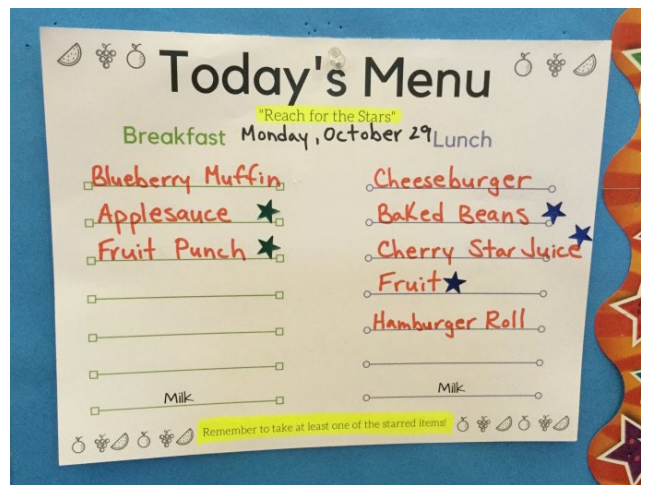 Today's Menu
"Reach for the Stars"
Breakfast Monday, October 29 Lunch
Blueberry Muffin
Applesauce
Fruit Punch
Milk
Cheeseburger
Baked Beans
Cherry Star Juice
Fruit
Hamburger Roll
Milk
Remember to take at least one of the starred items!